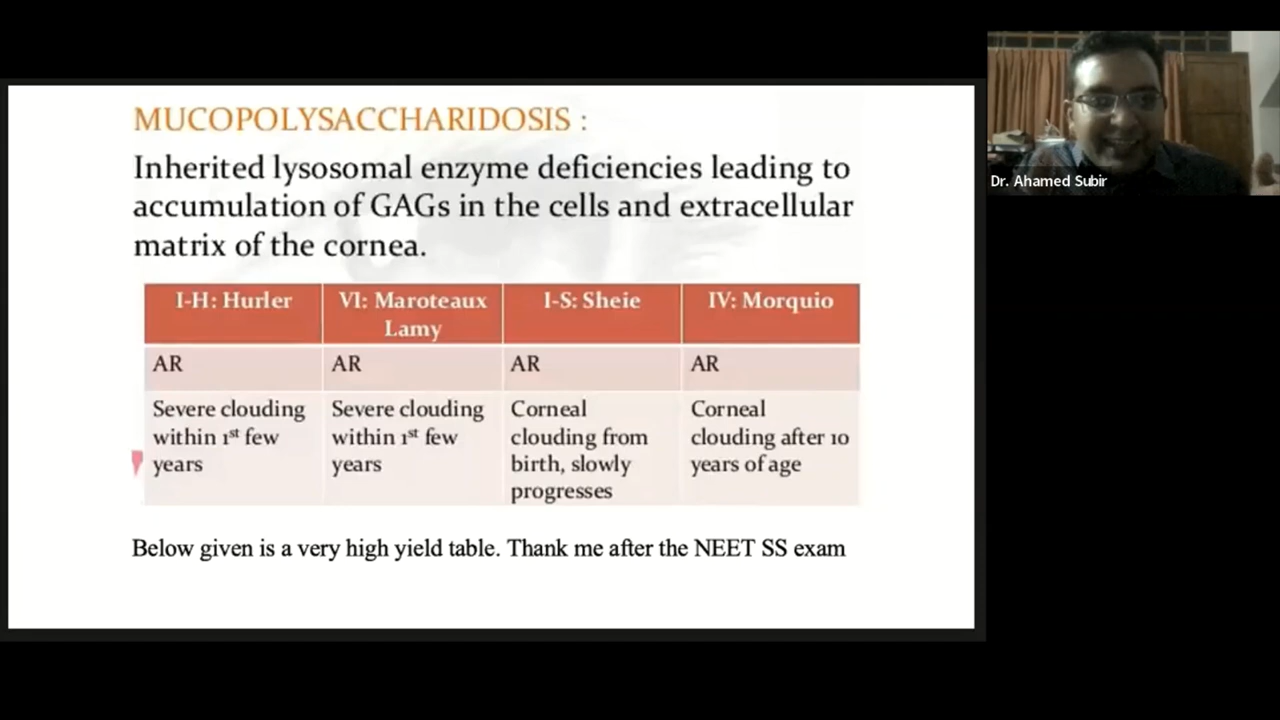 MUCOPOLYSACCHARIDOSIS :
Inherited lysosomal enzyme deficiencies leading to
accumulation of GAGs in the cells and extracellular
matrix of the cornea.
I-H: Hurler
VI: Maroteaux
Lamy
I-S: Sheie
IV: Morquio
AR
AR
AR
AR
Severe clouding
within 1st few
years
Severe clouding
within 1st few
years
Corneal
clouding from
birth, slowly
progresses
Corneal
clouding after 10
years of age
Below given is a very high yield table. Thank me after the NEET SS exam
Dr. Ahamed Subir